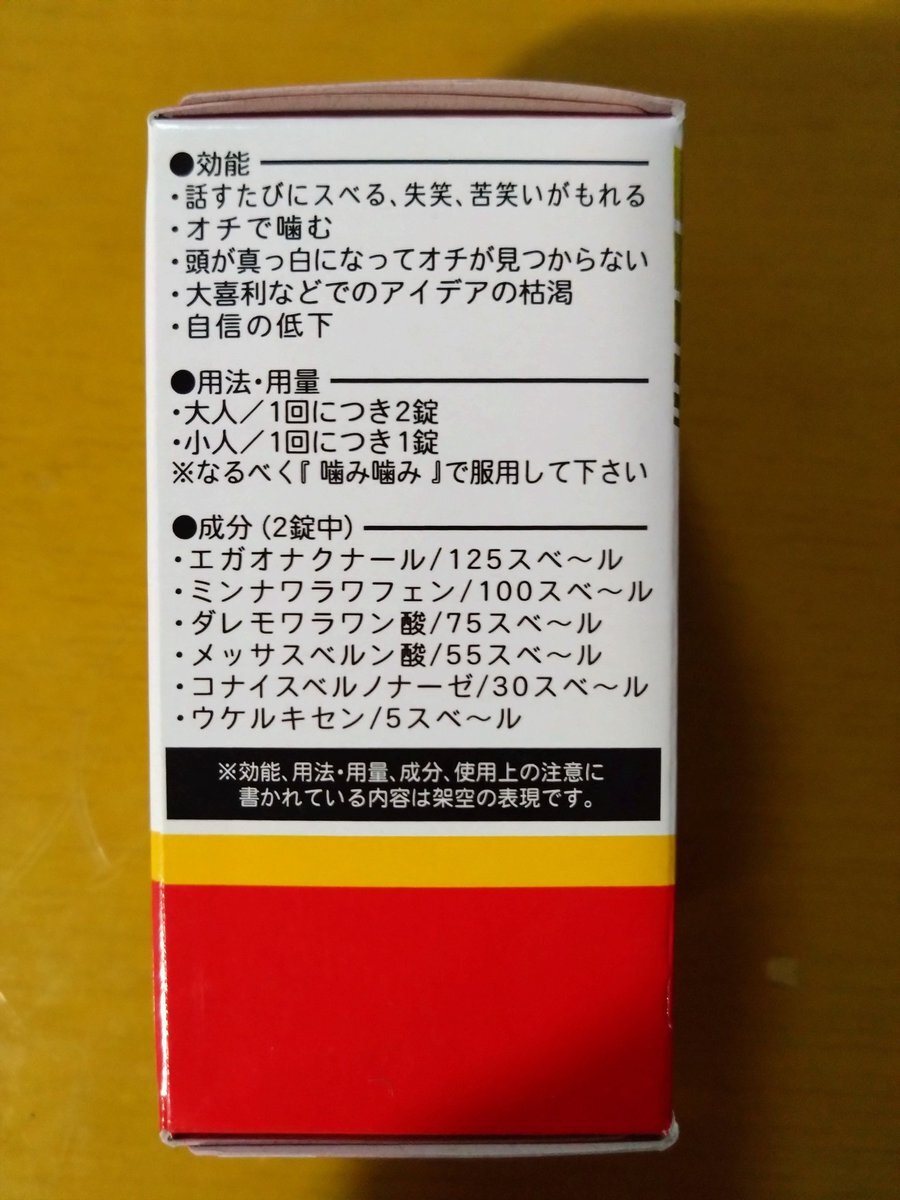 ●効能
・話すたびにスベる、失笑、苦笑いがもれる
・オチで噛む
・頭が真っ白になってオチが見つからない
・大喜利などでのアイデアの枯渇
・自信の低下
●用法・用量
・大人／1回につき2錠
・小人／1回につき1錠
※なるべく『噛み噛み』で服用して下さい
●成分(2錠中)
・エガオナクナール/125スベ〜ル
・ミンナワラワフェン/100スベ〜ル
・ダレモワラワン酸/75スベ〜ル
・メッサスベルン酸/55スベ〜ル
・コナイスベルノナーゼ/30スベ〜ル
・ウケルキセン/5スベ〜ル
※効能、用法・用量、成分、使用上の注意に
書かれている内容は架空の表現です。